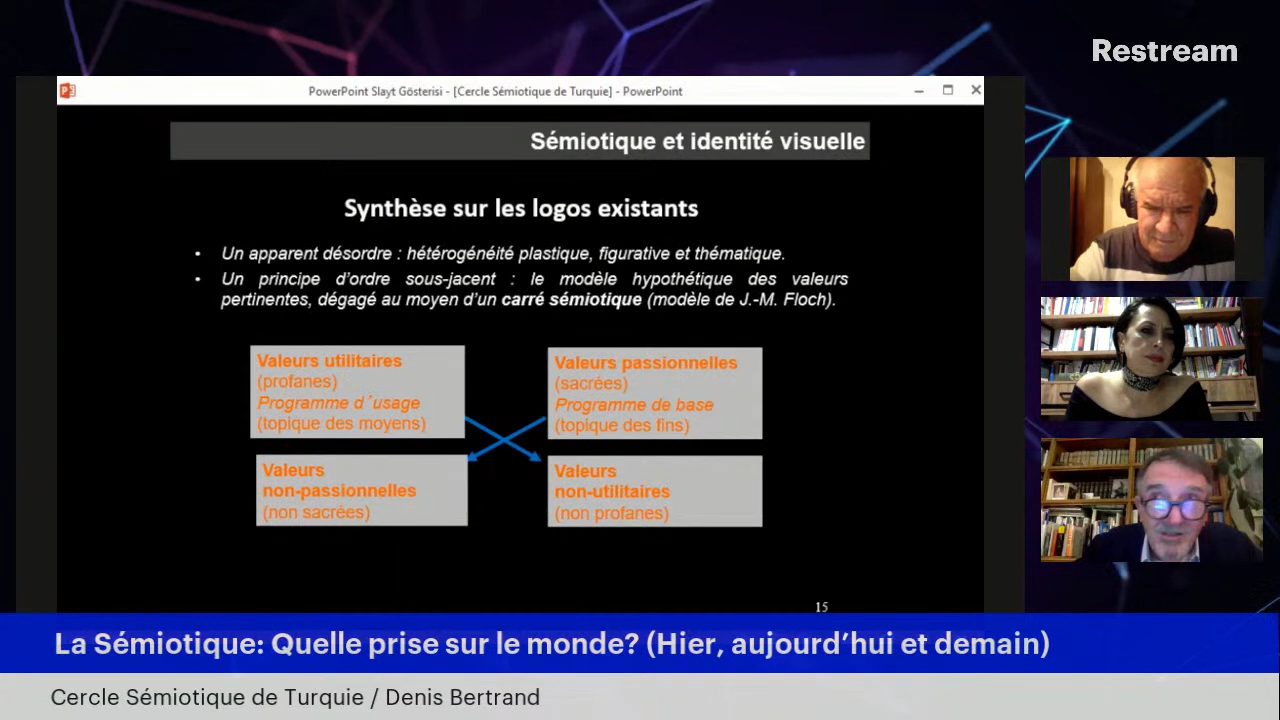 Restream
PowerPoint Slayt Gösterisi - [Cercle Sémiotique de Turquie] - PowerPoint
Sémiotique et identité visuelle
Synthèse sur les logos existants
• Un apparent désordre : hétérogénéité plastique, figurative et thématique.
• Un principe d'ordre sous-jacent : le modèle hypothétique des valeurs
pertinentes, dégagé au moyen d'un carré sémiotique (modèle de J.-M. Floch).
Valeurs utilitaires
(profanes)
Programme d´usage
(topique des moyens)
Valeurs passionnelles
(sacrées)
Programme de base
(topique des fins)
Valeurs
non-passionnelles
(non sacrées)
Valeurs
non-utilitaires
(non profanes)
15
La Sémiotique: Quelle prise sur le monde? (Hier, aujourd’hui et demain)
Cercle Sémiotique de Turquie / Denis Bertrand